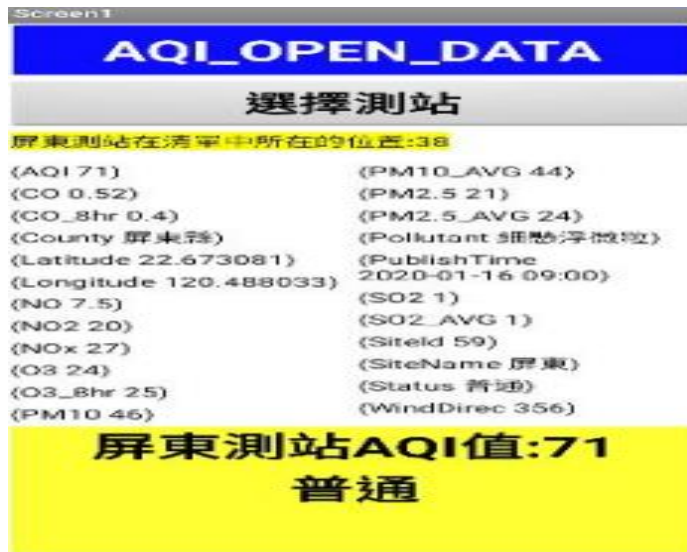 Screen1
AQI_OPEN_DATA
選擇測站
屏東測站在清單中所在的位置:38
(AQI 71)
(CO 0.52)
(CO_8hr 0.4)
(County 屏東縣)
(Latitude 22.673081)
(Longitude 120.488033)
(NO 7.5)
(NO2 20)
(NOx 27)
(O3 24)
(O3_8hr 25)
(PM10 46)
(PM10_AVG 44)
(PM2.5 21)
(PM2.5_AVG 24)
(Pollutant 細懸浮微粒)
(PublishTime
2020-01-16 09:00)
(SO2 1)
(SO2_AVG 1)
(SiteId 59)
(SiteName 屏東)
(Status 普通)
(WindDirec 356)
屏東測站AQI值:71
普通